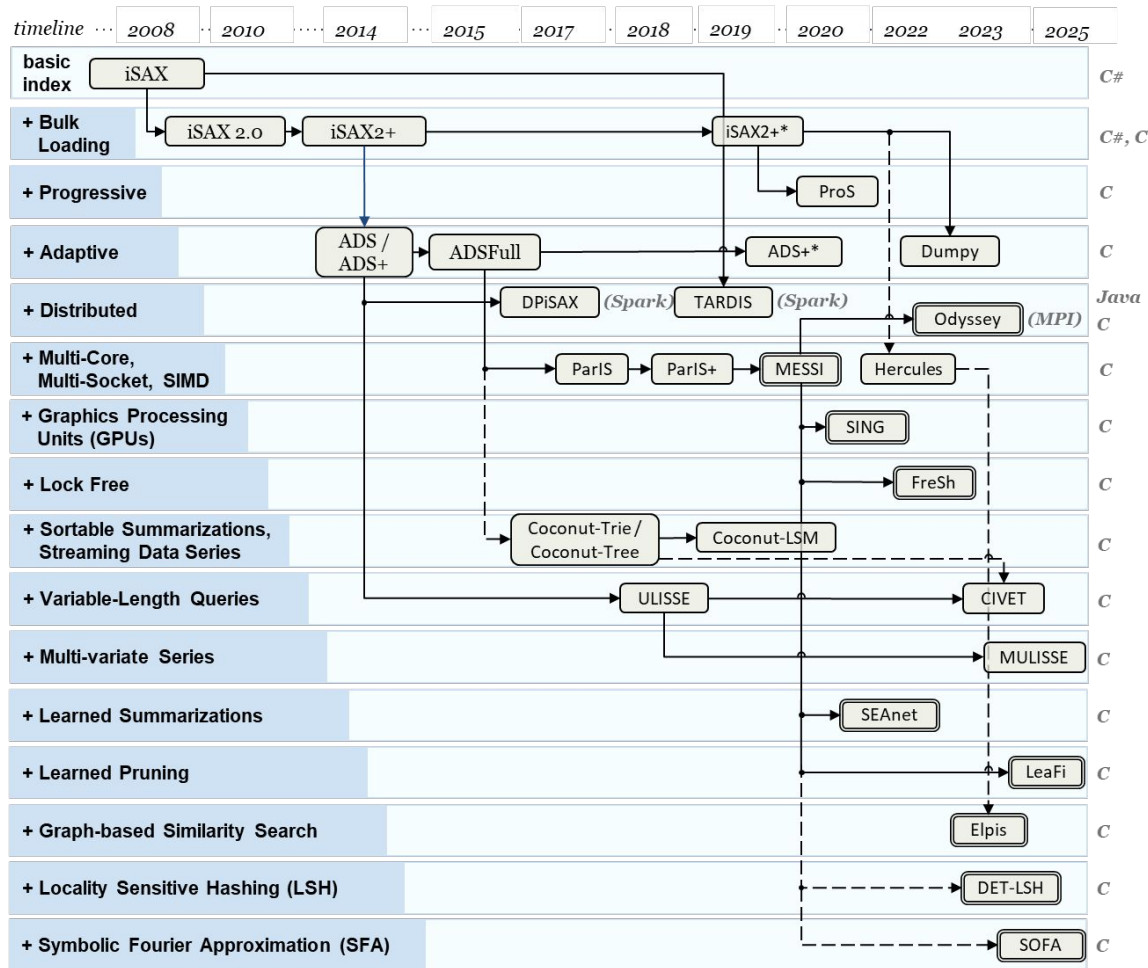 timeline ··· 2008 ·· 2010 ······ 2014 ··· 2015 2017 ·· 2018 ·· 2019 ·· 2020 2022 2023 2025
basic
index
iSAX
C#
+ Bulk
Loading
iSAX 2.0
iSAX2+
iSAX2+*
C#, C
+ Progressive
ProS
C
+ Adaptive
ADS /
ADS+
ADSFull
ADS+*
Dumpy
C
+ Distributed
DPiSAX (Spark)
TARDIS (Spark)
Odyssey (MPI)
Java
C
+ Multi-Core,
Multi-Socket, SIMD
ParIS
ParIS+
MESSI
Hercules
C
+ Graphics Processing
Units (GPUs)
SING
C
+ Lock Free
FreSh
C
+ Sortable Summarizations,
Streaming Data Series
Coconut-Trie/
Coconut-Tree
Coconut-LSM
C
+ Variable-Length Queries
ULISSE
CIVET
C
+ Multi-variate Series
MULISSE
C
+ Learned Summarizations
SEAnet
C
+ Learned Pruning
LeaFi
C
+ Graph-based Similarity Search
Elpis
C
+ Locality Sensitive Hashing (LSH)
DET-LSH
C
+ Symbolic Fourier Approximation (SFA)
SOFA
C